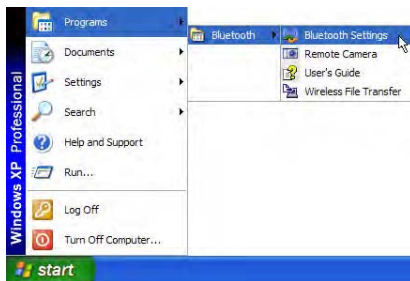 Programs
Documents
Settings
Search
Help and Support
Run...
Log Off
Turn Off Computer...
Windows XP Professional
start
Bluetooth
Bluetooth Settings
Remote Camera
User's Guide
Wireless File Transfer